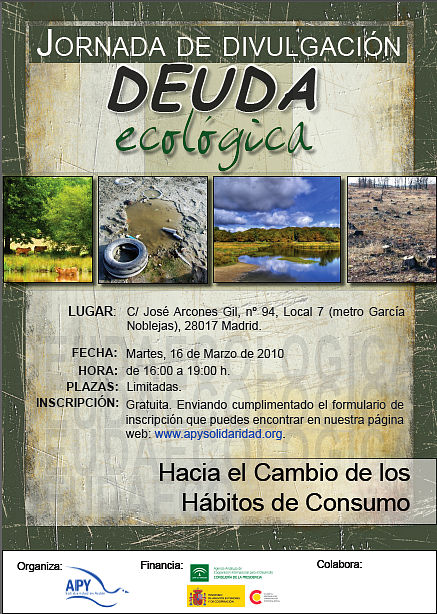 JORNADA DE DIVULGACIÓN
DEUDA
ecológica
LUGAR: C/ José Arcones Gil, nº 94, Local 7 (metro García
Noblejas), 28017 Madrid.
FECHA: Martes, 16 de Marzo de 2010
HORA: de 16:00 a 19:00 h.
PLAZAS: Limitadas.
INSCRIPCIÓN: Gratuita. Enviando cumplimentado el formulario de
inscripción que puedes encontrar en nuestra página
web: www.apysolidaridad.org.
Hacia el Cambio de los
Hábitos de Consumo
Organiza:
APY
Financia:
CONSEJERÍA DE LA PRESIDENCIA
Colabora: